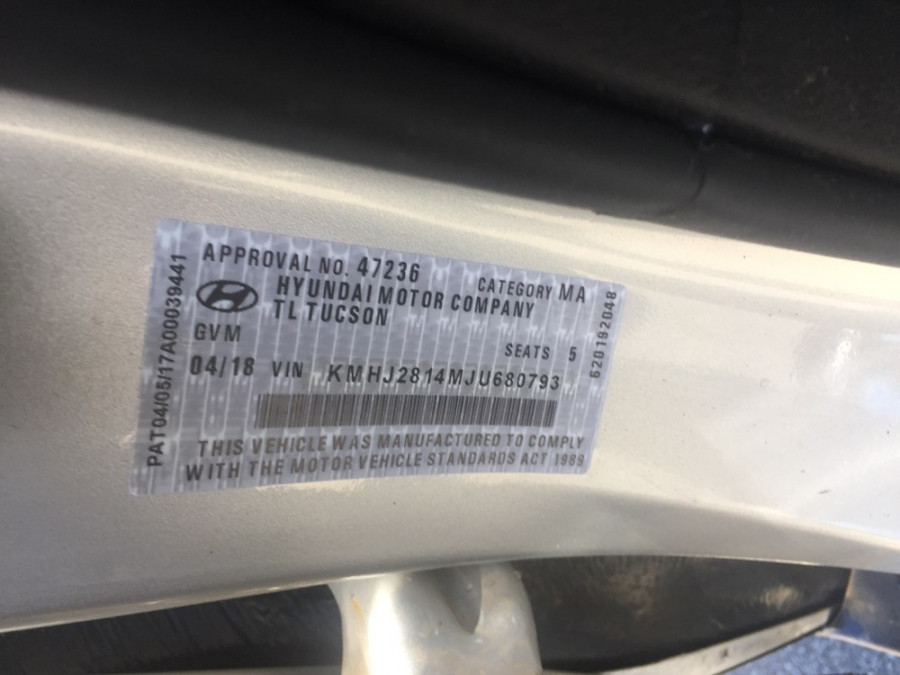 APPROVAL NO. 47236
CATEGORY MA
HYUNDAI MOTOR COMPANY
TL TUCSON
GVM
SEATS 5
04/18 VIN KMHJ2814MJU680793
THIS VEHICLE WAS MANUFACTURED TO COMPLY
WITH THE MOTOR VEHICLE STANDARDS ACT 1989
PAT04/05/17A00039441
620192048